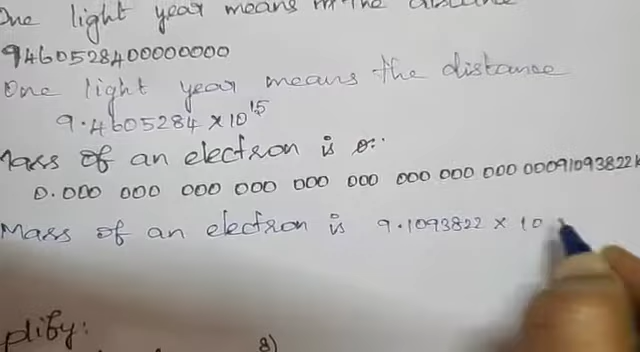 One light year means the distance
9460528400000000
One light year means the distance
9.4605284 × 10^15
Mass of an electron is 0.
0.000 000 000 000 000 000 000 000 000 00091093822 k
Mass of an electron is 9.1093822 × 10
plify:
8)